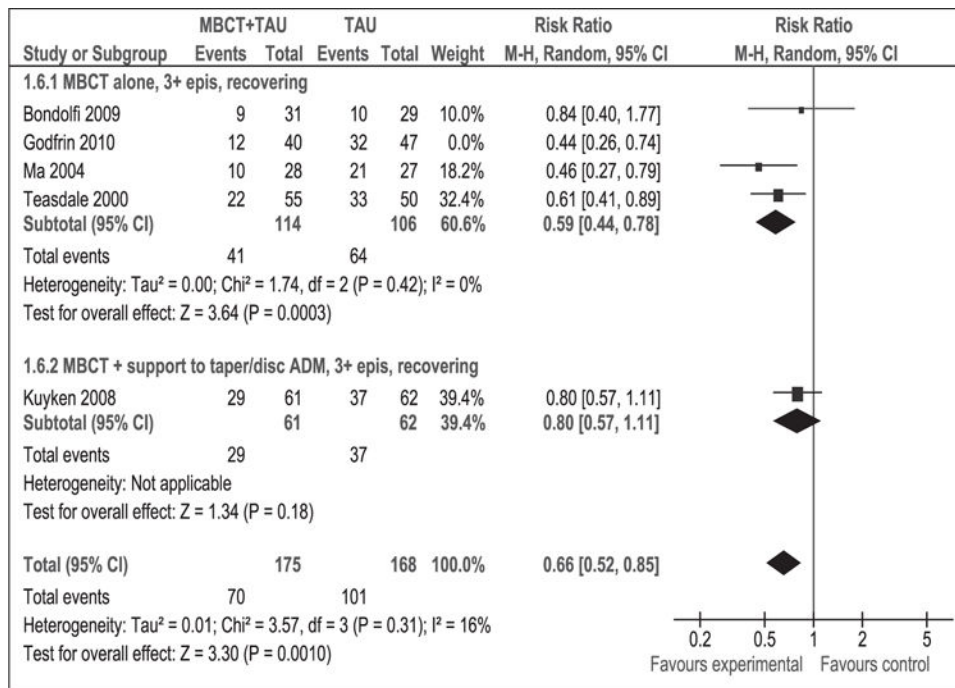 MBCT+TAU TAU Risk Ratio Risk Ratio
Study or Subgroup Events Total Events Total Weight M-H, Random, 95% CI M-H, Random, 95% CI
1.6.1 MBCT alone, 3+ epis, recovering
Bondolfi 2009 9 31 10 29 10.0% 0.84 [0.40, 1.77]
Godfrin 2010 12 40 32 47 0.0% 0.44 [0.26, 0.74]
Ma 2004 10 28 21 27 18.2% 0.46 [0.27, 0.79]
Teasdale 2000 22 55 33 50 32.4% 0.61 [0.41, 0.89]
Subtotal (95% CI) 114 106 60.6% 0.59 [0.44, 0.78]
Total events 41 64
Heterogeneity: Tau² = 0.00; Chi² = 1.74, df = 2 (P = 0.42); I² = 0%
Test for overall effect: Z = 3.64 (P = 0.0003)
1.6.2 MBCT + support to taper/disc ADM, 3+ epis, recovering
Kuyken 2008 29 61 37 62 39.4% 0.80 [0.57, 1.11]
Subtotal (95% CI) 61 62 39.4% 0.80 [0.57, 1.11]
Total events 29 37
Heterogeneity: Not applicable
Test for overall effect: Z = 1.34 (P = 0.18)
Total (95% CI) 175 168 100.0% 0.66 [0.52, 0.85]
Total events 70 101
Heterogeneity: Tau² = 0.01; Chi² = 3.57, df = 3 (P = 0.31); I² = 16%
Test for overall effect: Z = 3.30 (P = 0.0010)
0.2 0.5 1 2 5
Favours experimental Favours control